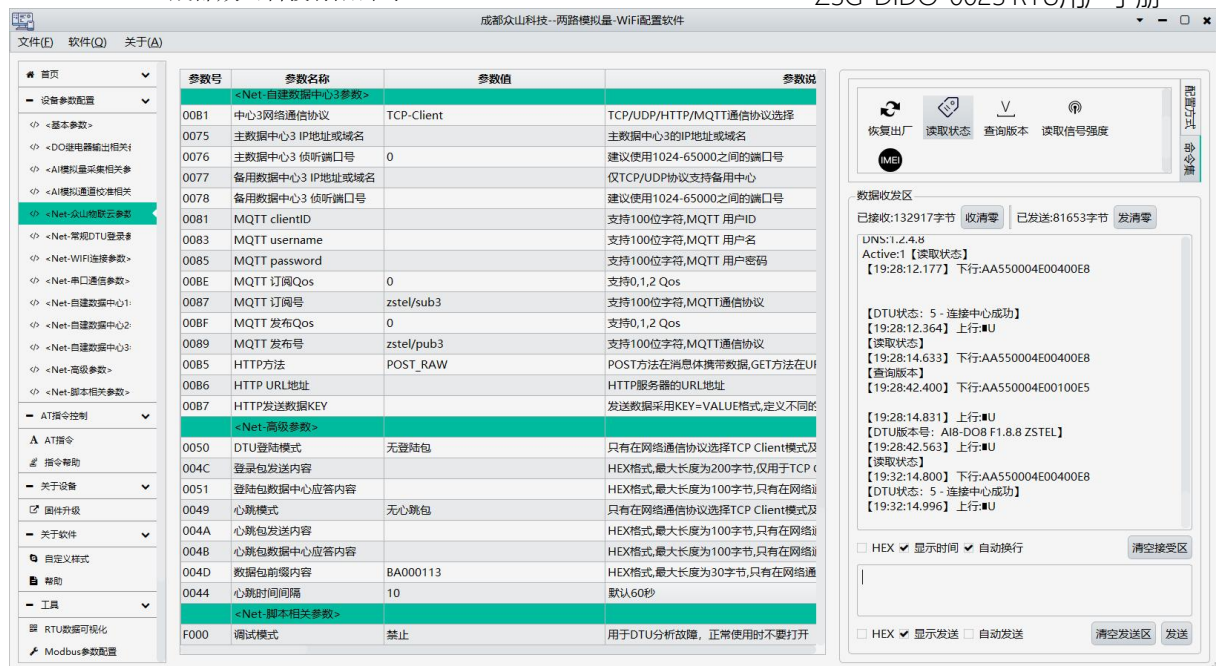 成都众山科技--两路模拟量-WiFi配置软件
文件(F) 软件(Q) 关于(A)
首页
设备参数配置
</> <基本参数>
</> <DO继电器输出相关
</> <AI模拟量采集相关参
</> <AI模拟通道校准相关
</> <Net-众山物联云参数
</> <Net-常规DTU登录参
</> <Net-WIFI连接参数>
</> <Net-串口通信参数>
</> <Net-自建数据中心1:
</> <Net-自建数据中心2:
</> <Net-自建数据中心3:
</> <Net-高级参数>
</> <Net-脚本相关参数>
AT指令控制
AT指令
指令帮助
关于设备
固件升级
关于软件
自定义样式
帮助
工具
RTU数据可视化
Modbus参数配置
参数号 参数名称 参数值 参数说
<Net-自建数据中心3参数>
00B1 中心3网络通信协议 TCP-Client TCP/UDP/HTTP/MQTT通信协议选择
0075 主数据中心3 IP地址或域名 主数据中心3的IP地址或域名
0076 主数据中心3 侦听端口号 0 建议使用1024-65000之间的端口号
0077 备用数据中心3 IP地址或域名 仅TCP/UDP协议支持备用中心
0078 备用数据中心3 侦听端口号 建议使用1024-65000之间的端口号
0081 MQTT clientID 支持100位字符,MQTT 用户ID
0083 MQTT username 支持100位字符,MQTT 用户名
0085 MQTT password 支持100位字符,MQTT 用户密码
00BE MQTT 订阅Qos 0 支持0,1,2 Qos
0087 MQTT 订阅号 zstel/sub3 支持100位字符,MQTT通信协议
00BF MQTT 发布Qos 0 支持0,1,2 Qos
0089 MQTT 发布号 zstel/pub3 支持100位字符,MQTT通信协议
00B5 HTTP方法 POST_RAW POST方法在消息体携带数据,GET方法在UR
00B6 HTTP URL地址 HTTP服务器的URL地址
00B7 HTTP发送数据KEY 发送数据采用KEY=VALUE格式,定义不同的
<Net-高级参数>
0050 DTU登陆模式 无登陆包 只有在网络通信协议选择TCP Client模式及
004C 登录包发送内容 HEX格式,最大长度为200字节,仅用于TCP C
0051 登陆包数据中心应答内容 HEX格式,最大长度为100字节,只有在网络通
0049 心跳模式 无心跳包 只有在网络通信协议选择TCP Client模式及
004A 心跳包发送内容 HEX格式,最大长度为100字节,只有在网络通
004B 心跳包数据中心应答内容 HEX格式,最大长度为100字节,只有在网络通
004D 数据包前缀内容 BA000113 HEX格式,最大长度为30字节,只有在网络通
0044 心跳时间间隔 10 默认60秒
<Net-脚本相关参数>
F000 调试模式 禁止 用于DTU分析故障，正常使用时不要打开
恢复出厂 读取状态 查询版本 读取信号强度
IMEI
配置方式
命令集
数据收发区
已接收:132917字节 收清零 已发送:81653字节 发清零
DNS:1.2.4.8
Active:1【读取状态】
【19:28:12.177】下行:AA550004E00400E8
【DTU状态：5 - 连接中心成功】
【19:28:12.364】上行:■U
【读取状态】
【19:28:14.633】下行:AA550004E00400E8
【查询版本】
【19:28:42.400】下行:AA550004E00100E5
【19:28:14.831】上行:■U
【DTU版本号：AI8-DO8 F1.8.8 ZSTEL】
【19:28:42.563】上行:■U
【读取状态】
【19:32:14.800】下行:AA550004E00400E8
【DTU状态：5 - 连接中心成功】
【19:32:14.996】上行:■U
HEX 显示时间 自动换行 清空接受区
HEX 显示发送 自动发送 清空发送区 发送